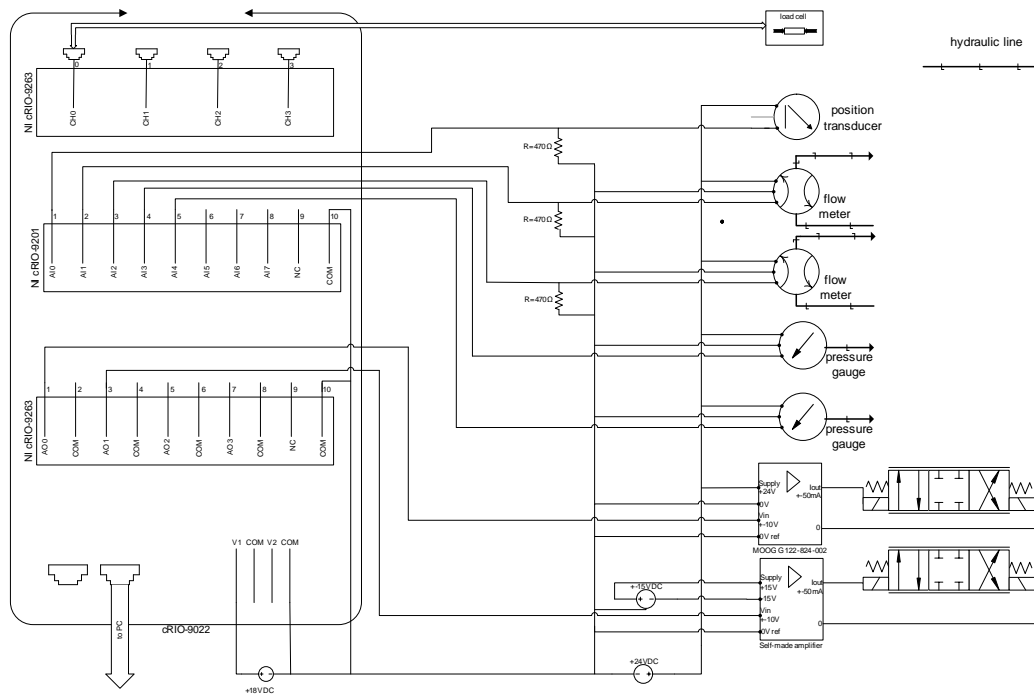 load cell
hydraulic line
0
1
2
3
NI cRIO-9263
CH0
CH1
CH2
CH3
position
transducer
R=470Ω
flow
meter
R=470Ω
1
2
3
4
5
6
7
8
9
10
NI cRIO-9201
AI0
AI1
AI2
AI3
AI4
AI5
AI6
AI7
NC
COM
flow
meter
R=470Ω
pressure
gauge
1
2
3
4
5
6
7
8
9
10
NI cRIO-9263
AO0
COM
AO1
COM
AO2
COM
AO3
COM
NC
COM
pressure
gauge
Supply
+24V
0V
Vin
+-10V
0V ref
Iout
+-50mA
0
MOOG G122-824-002
V1 COM V2 COM
+-15VDC
Supply
+15V
-15V
Vin
+-10V
0V ref
Iout
+-50mA
0
Self-made amplifier
to PC
cRIO-9022
+18VDC
+24VDC